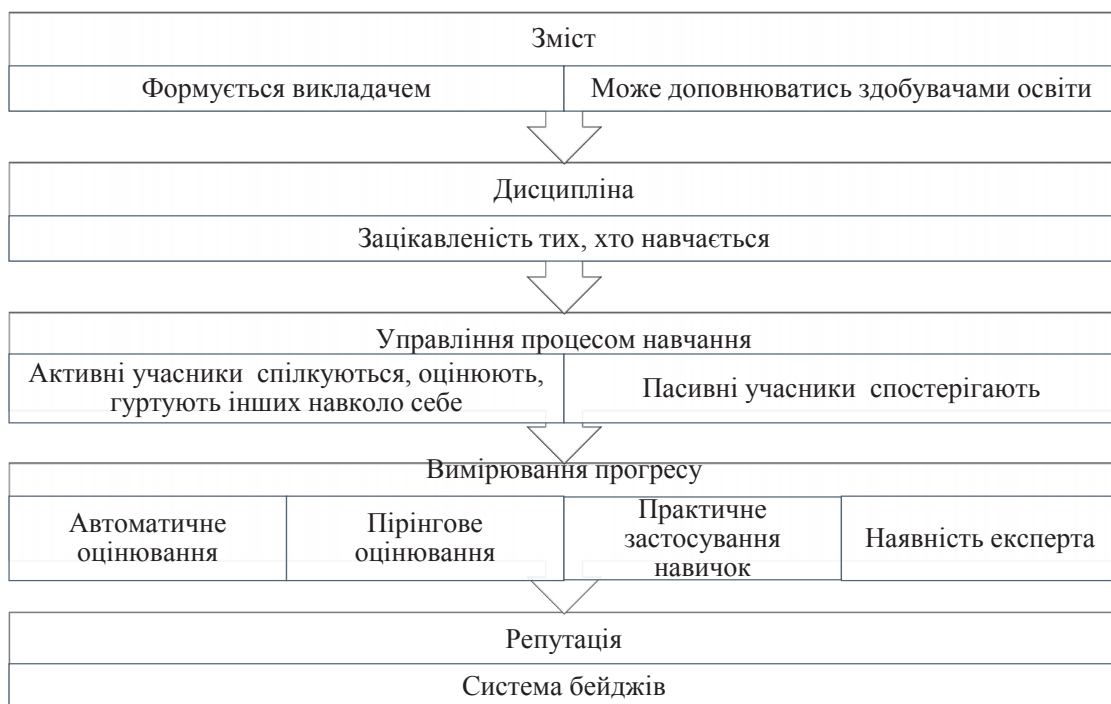 Зміст
Формується викладачем
Може доповнюватись здобувачами освіти
Дисципліна
Зацікавленість тих, хто навчається
Управління процесом навчання
Активні учасники спілкуються, оцінюють,
гуртують інших навколо себе
Пасивні учасники спостерігають
Вимірювання прогресу
Автоматичне
оцінювання
Пірінгове
оцінювання
Практичне
застосування
навичок
Наявність експерта
Репутація
Система бейджів